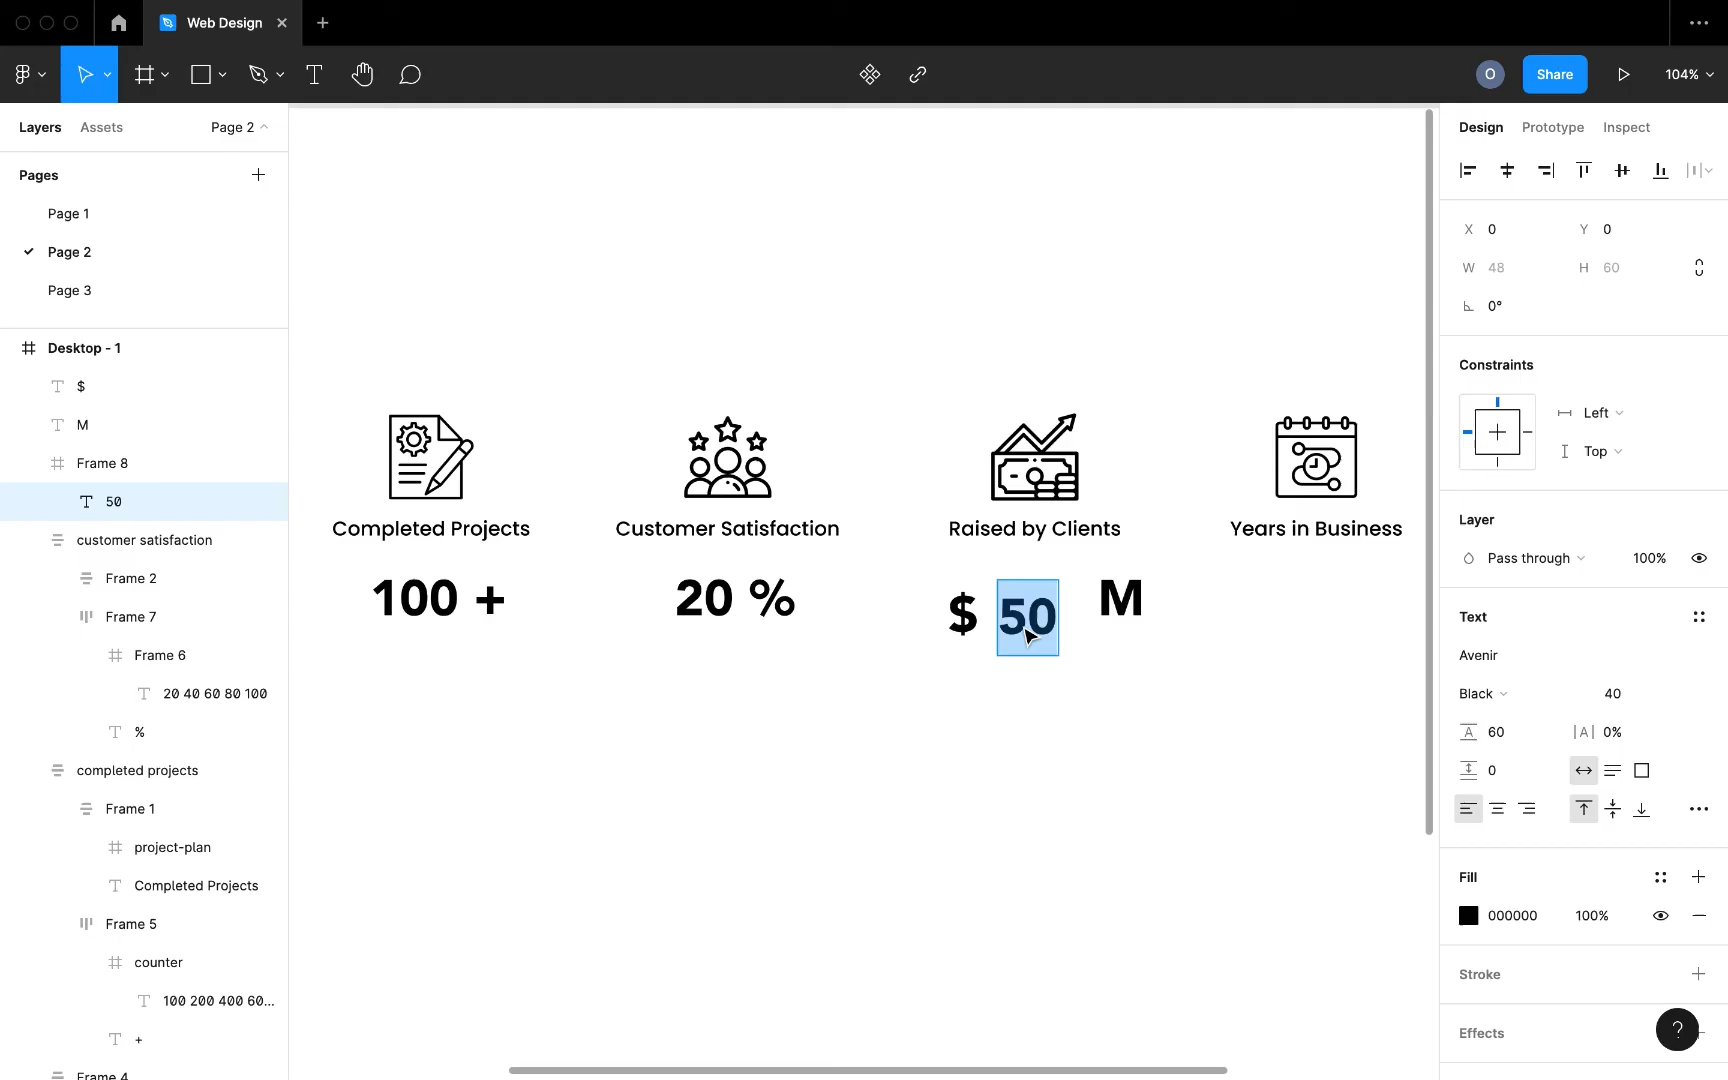 Web Design
O
Share
104%
Layers
Assets
Page 2
Pages
Page 1
Page 2
Page 3
Desktop - 1
$
M
Frame 8
50
customer satisfaction
Frame 2
Frame 7
Frame 6
20 40 60 80 100
%
completed projects
Frame 1
project-plan
Completed Projects
Frame 5
counter
100 200 400 60...
+
Frame 4
Completed Projects
Customer Satisfaction
Raised by Clients
Years in Business
100 +
20 %
$ 50 M
Design
Prototype
Inspect
X 0
Y 0
W 48
H 60
0°
Constraints
Left
Top
Layer
Pass through
100%
Text
Avenir
Black
40
A 60
|A| 0%
0
Fill
000000
100%
Stroke
Effects
?